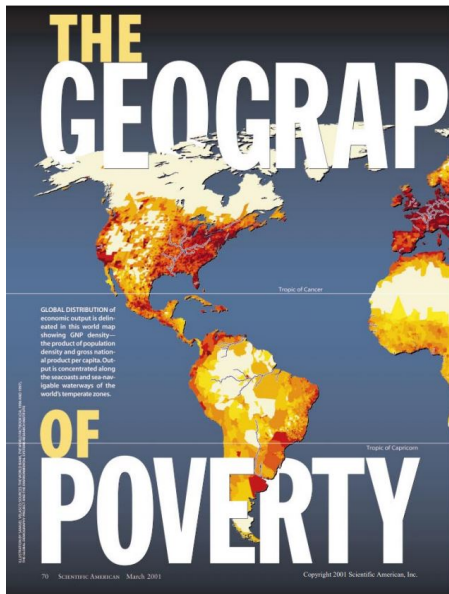 THE
GEOGRAP
Tropic of Cancer
GLOBAL DISTRIBUTION of
economic output is delin-
eated in this world map
showing GNP density—
the product of population
density and gross nation-
al product per capita. Out-
put is concentrated along
the seacoasts and sea-nav-
igable waterways of the
world's temperate zones.
OF
Tropic of Capricorn
POVERTY
70 SCIENTIFIC AMERICAN March 2001
Copyright 2001 Scientific American, Inc.